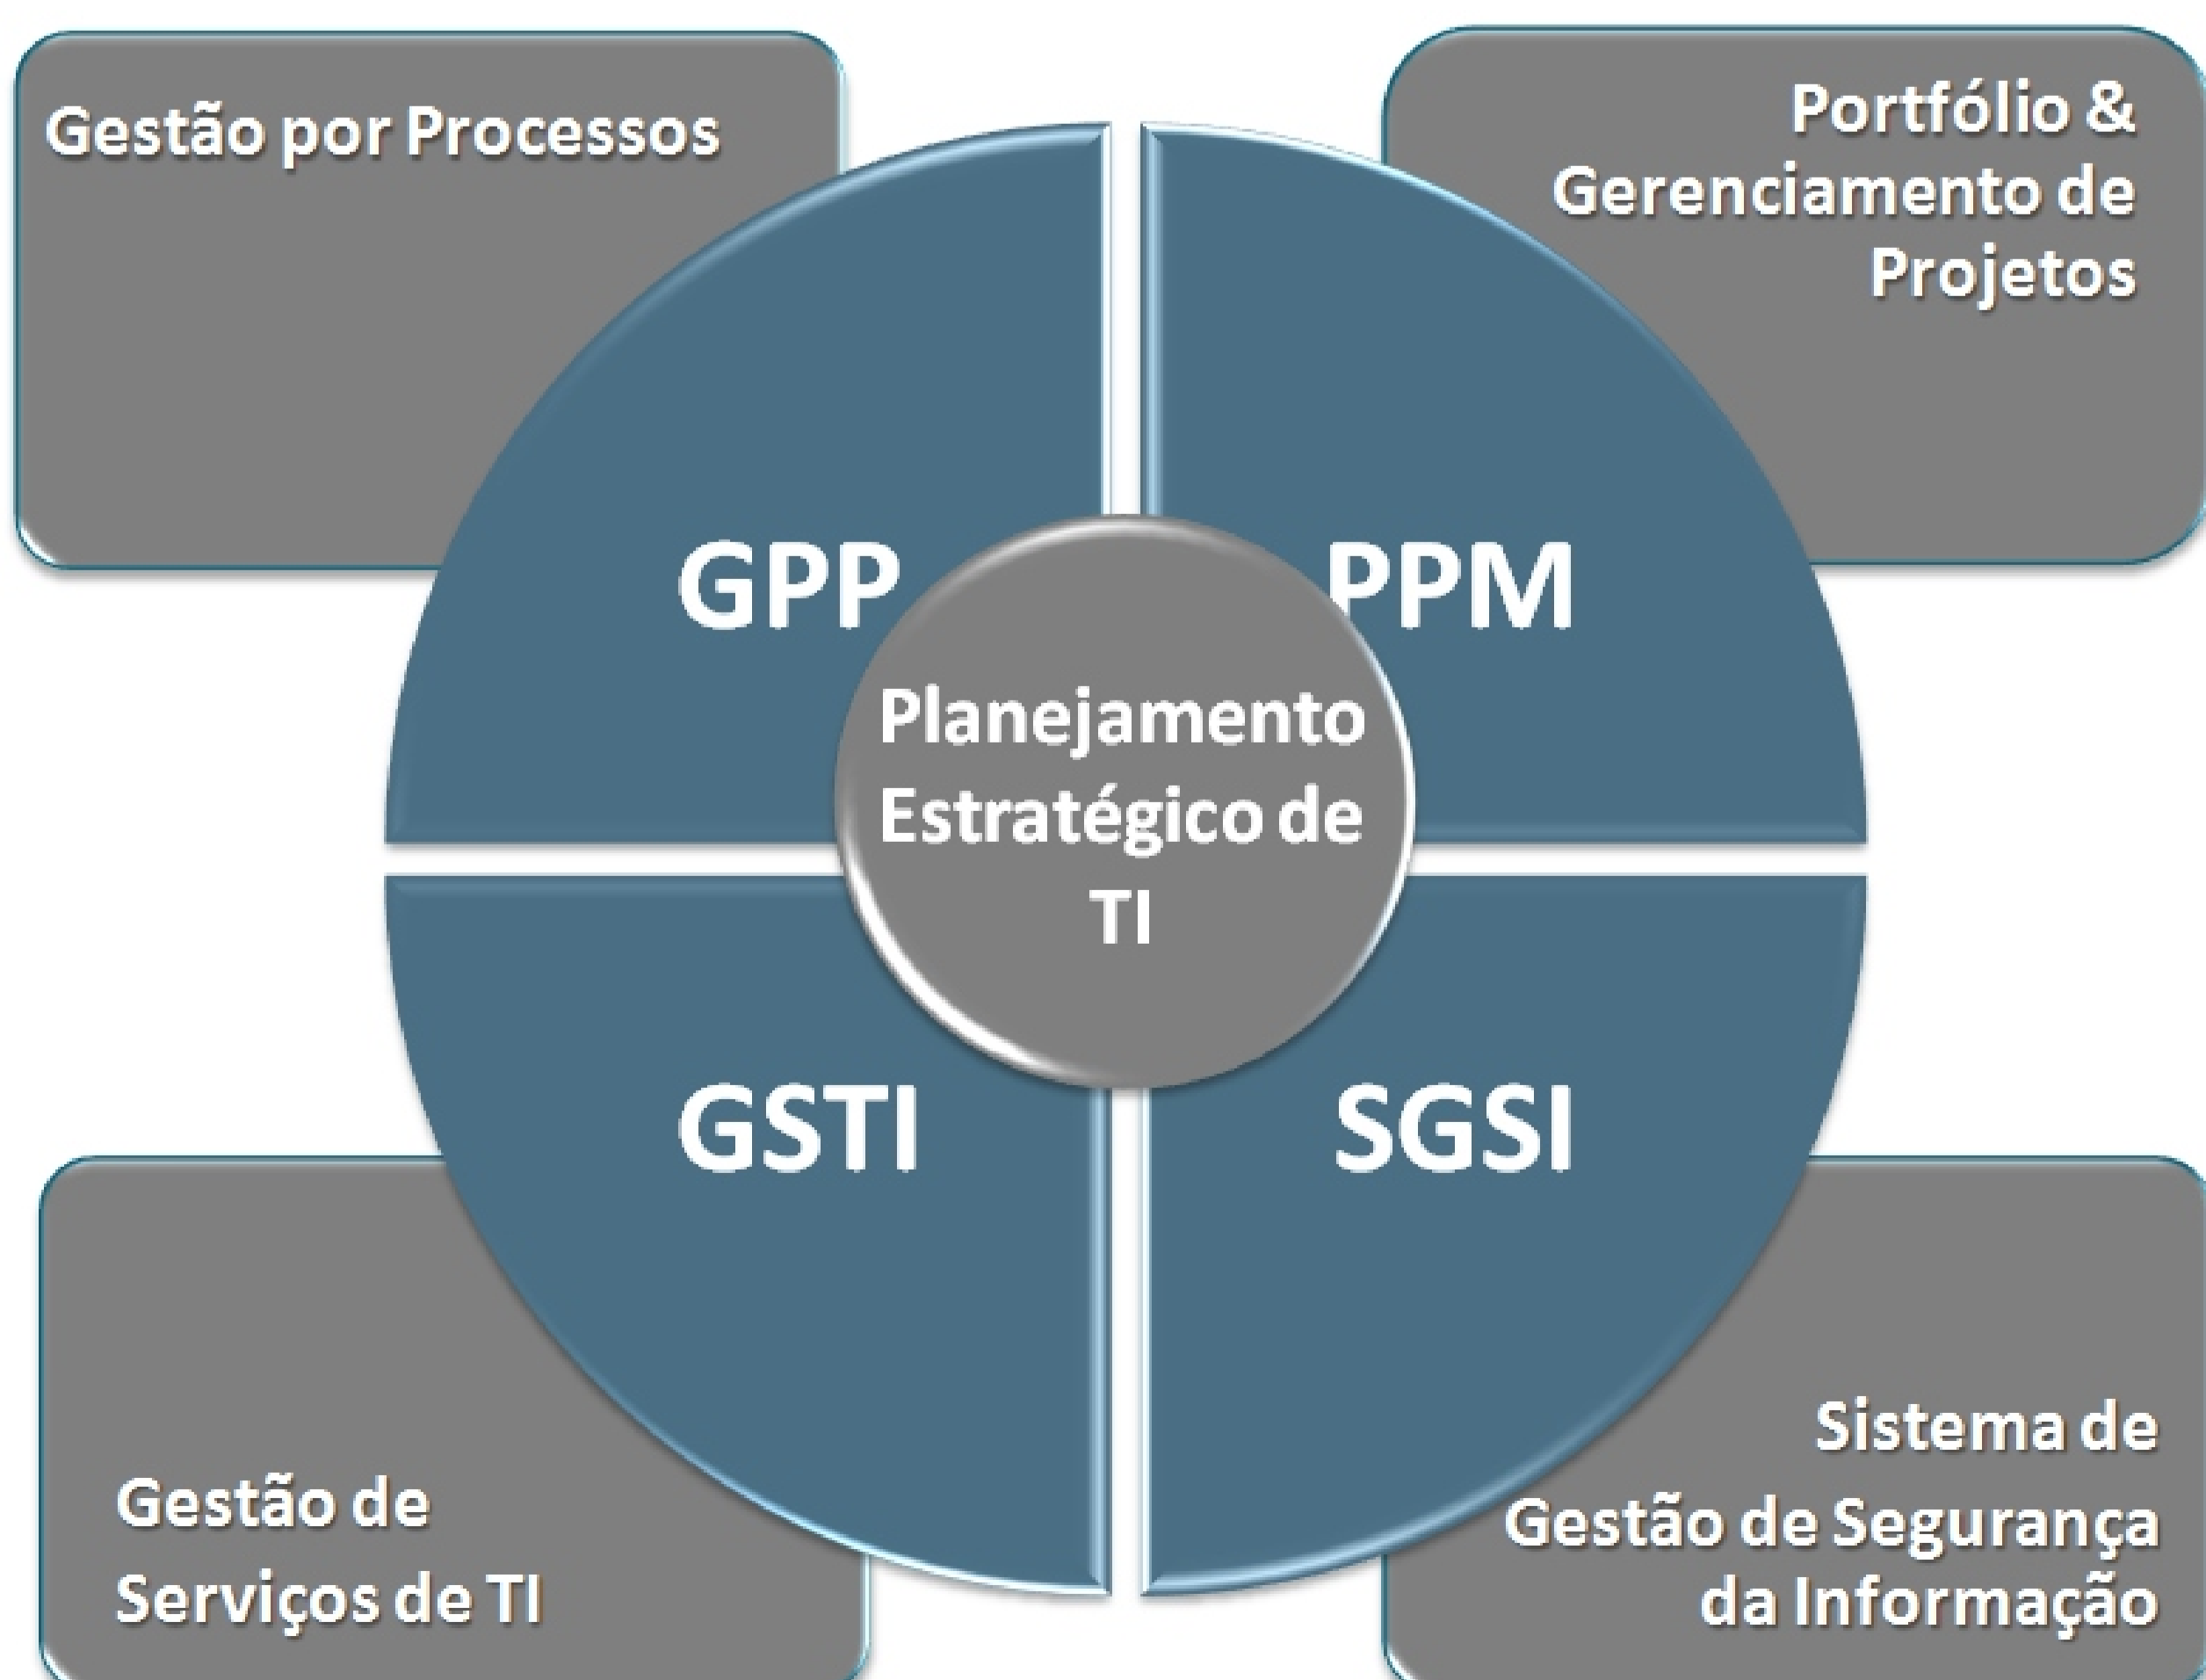 Gestão por Processos
Portfólio &
Gerenciamento de
Projetos
GPP
PPM
Planejamento
Estratégico de
TI
GSTI
SGSI
Gestão de
Serviços de TI
Sistema de
Gestão de Segurança
da Informação